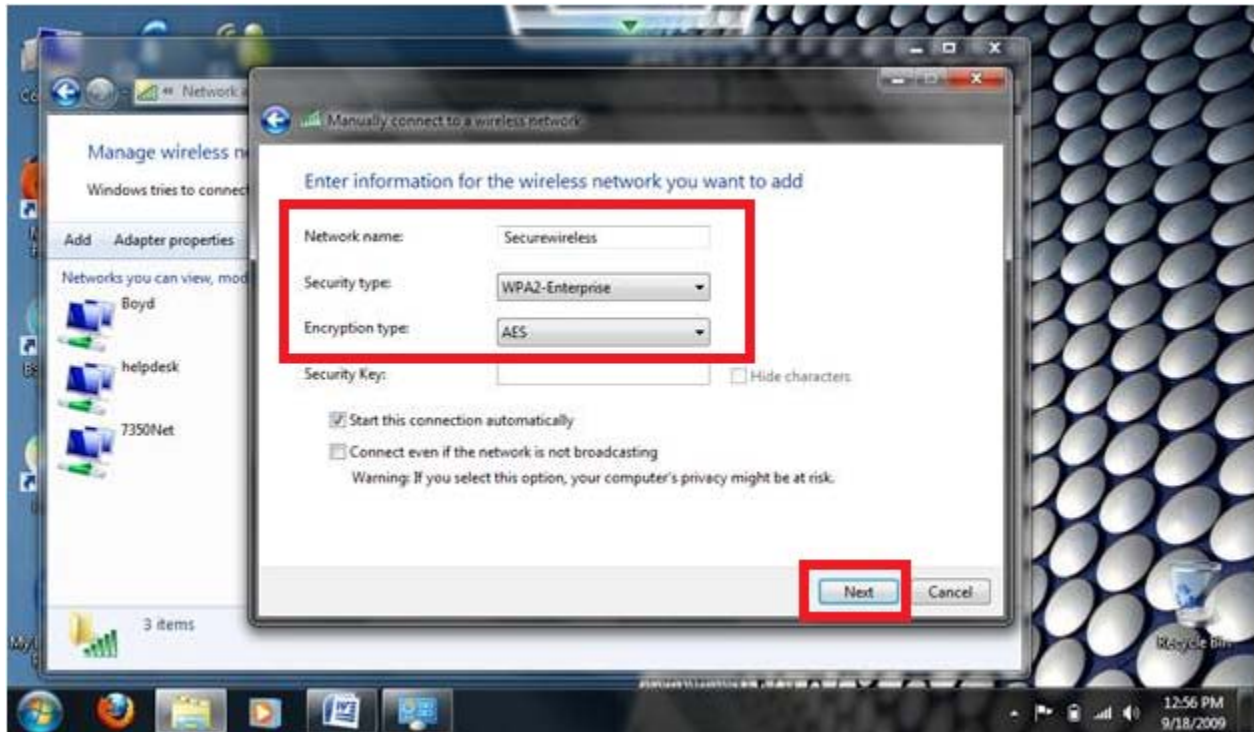 Network a
Manually connect to a wireless network
Manage wireless n
Windows tries to connec
Add Adapter properties
Networks you can view, mod
Boyd
helpdesk
7350Net
3 items
Enter information for the wireless network you want to add
Network name: Securewireless
Security type: WPA2-Enterprise
Encryption type: AES
Security Key: Hide characters
Start this connection automatically
Connect even if the network is not broadcasting
Warning: If you select this option, your computer's privacy might be at risk.
Next Cancel
Recycle Bin
12:56 PM
9/18/2009